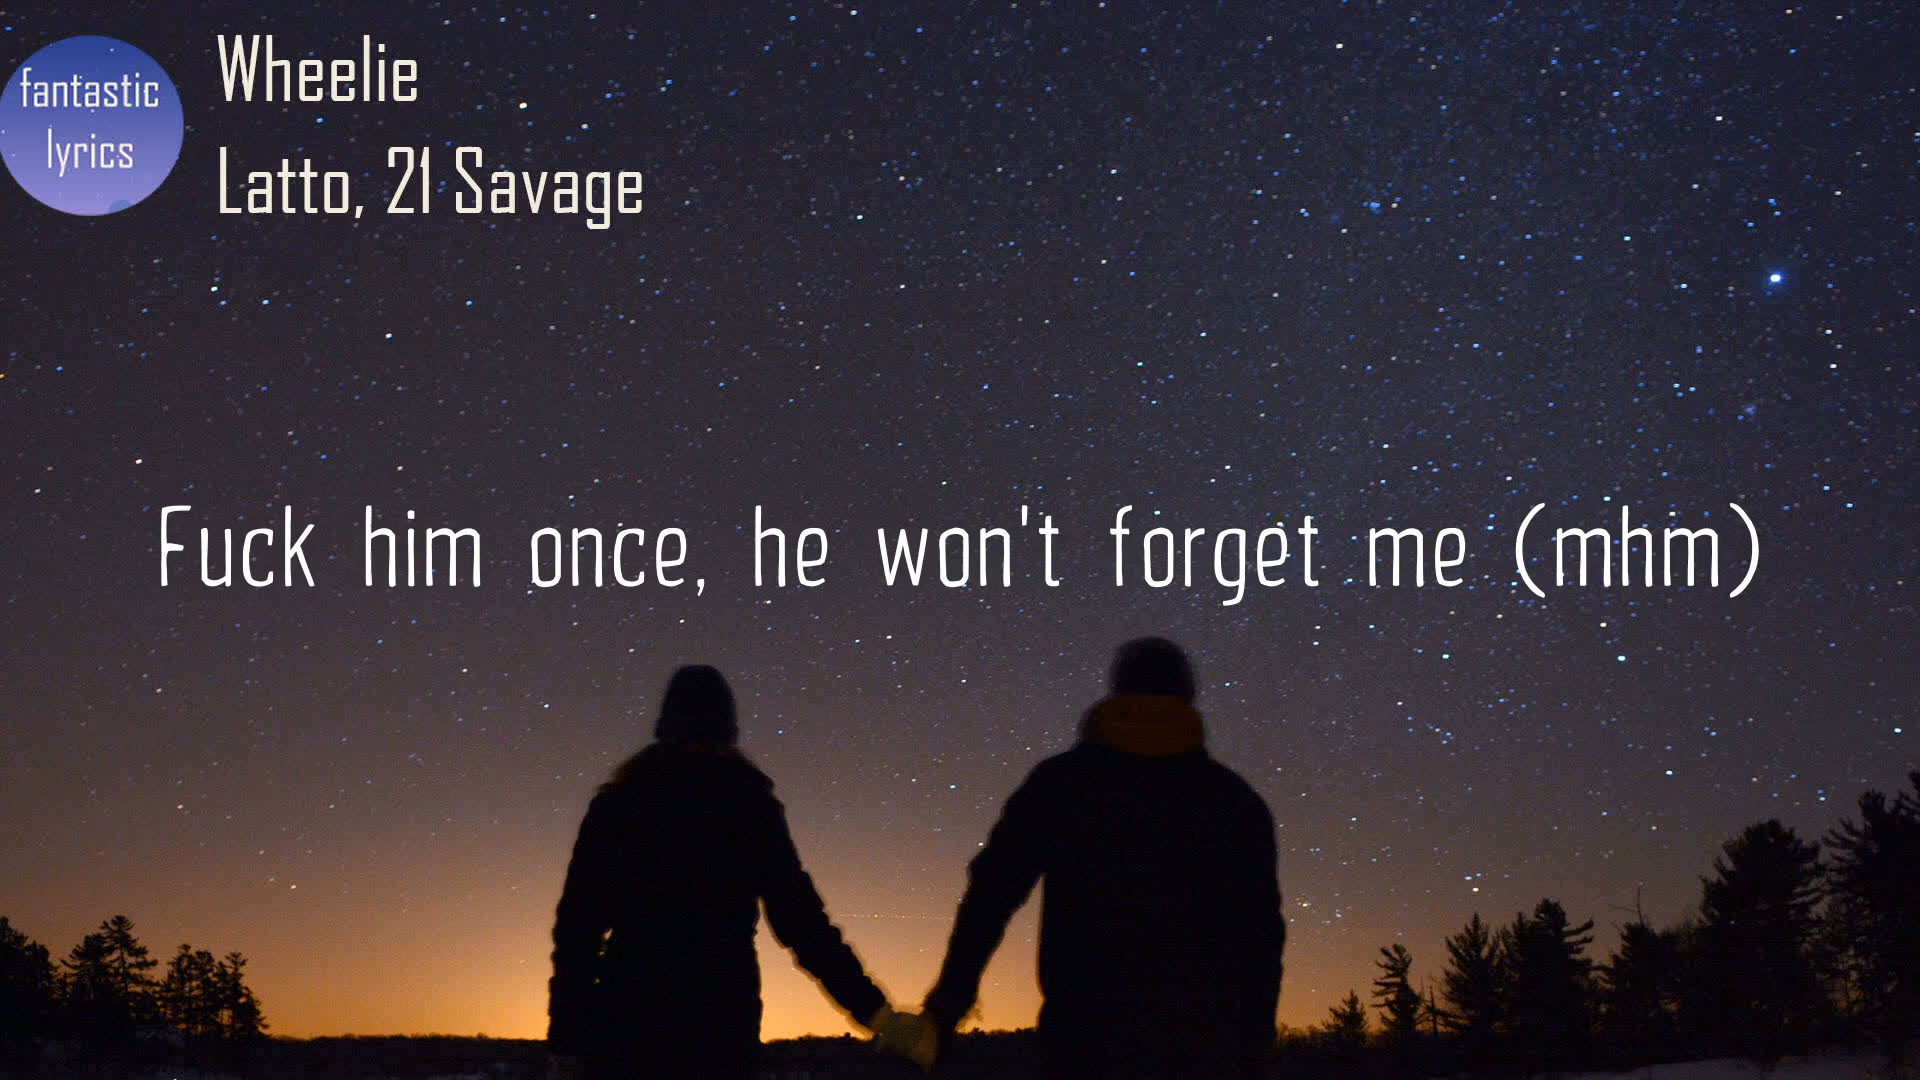 fantastic
lyrics
Wheelie
Latto, 21 Savage
Fuck him once, he won't forget me (mhm)